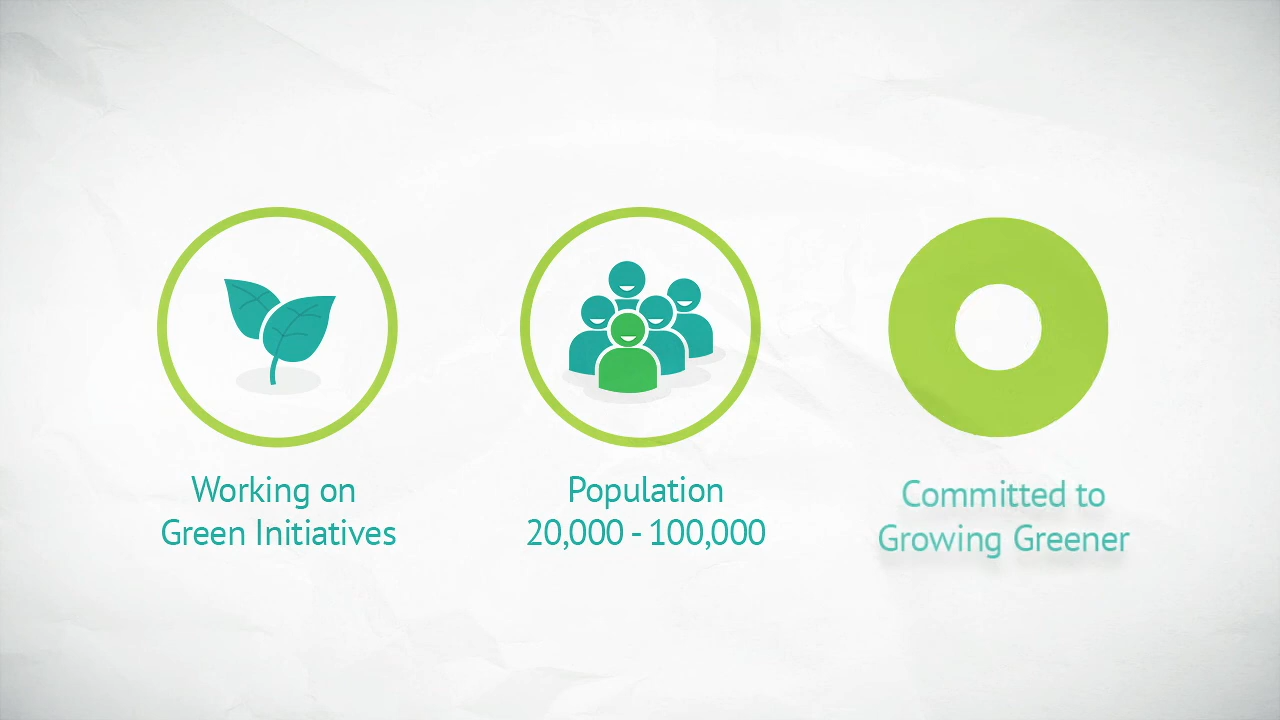 Working on
Green Initiatives
Population
20,000 - 100,000
Committed to
Growing Greener